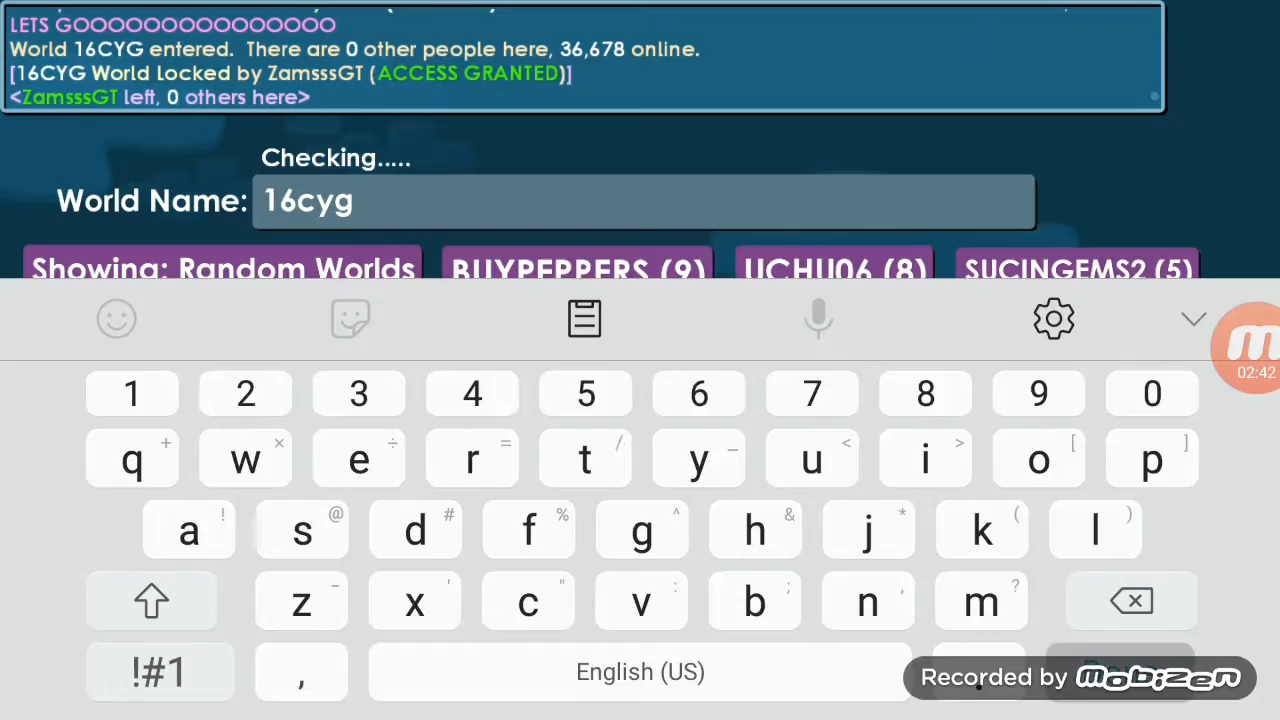 LETS GOOOOOOOOOOOOOOO
World 16CYG entered. There are 0 other people here, 36,678 online.
[16CYG World Locked by ZamsssGT (ACCESS GRANTED)]
<ZamsssGT left, 0 others here>
Checking.....
World Name: 16cyg
Showing: Random Worlds BUYPEPPERS (9) UCHU06 (8) SUCINGEMS2 (5)
02:42
1 2 3 4 5 6 7 8 9 0
q + w × e ÷ r = t / y _ u < i > o [ p ]
a ! s @ d # f % g ^ h & j * k ( l )
z - x ' c " v : b ; n , m ?
!#1 , English (US) .
Recorded by mobizen